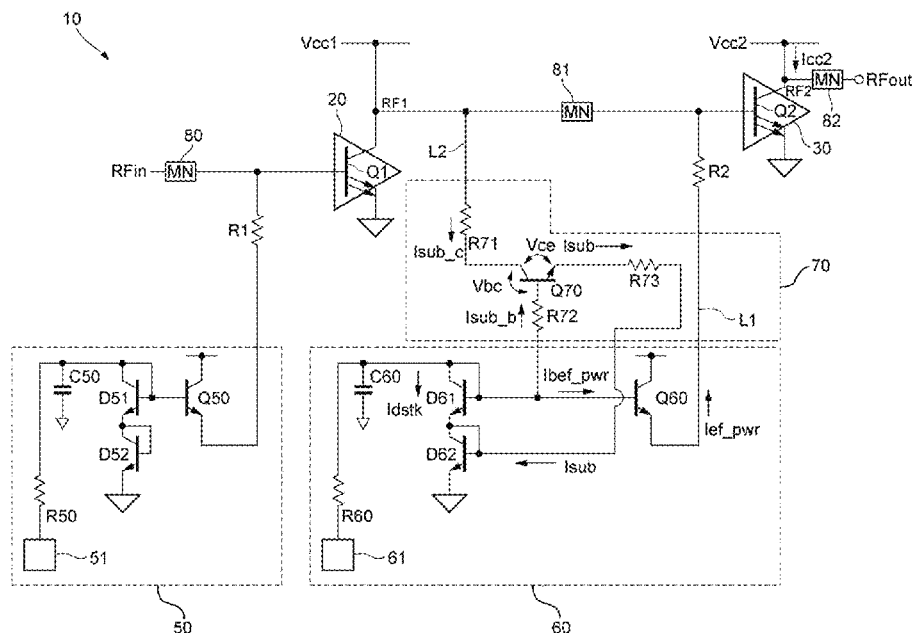 10
Vcc1
Vcc2
Icc2
MN
RFout
81
MN
20
RF1
RF2
Q2
82
80
L2
30
RFin
MN
Q1
R2
R1
R71
Vce
Isub
Isub_c
R73
70
Vbc
Q70
Isub_b
R72
L1
C50
C60
Ibef_pwr
D51
Q50
D61
Q60
Idstk
Ief_pwr
D52
D62
Isub
R50
R60
51
61
50
60